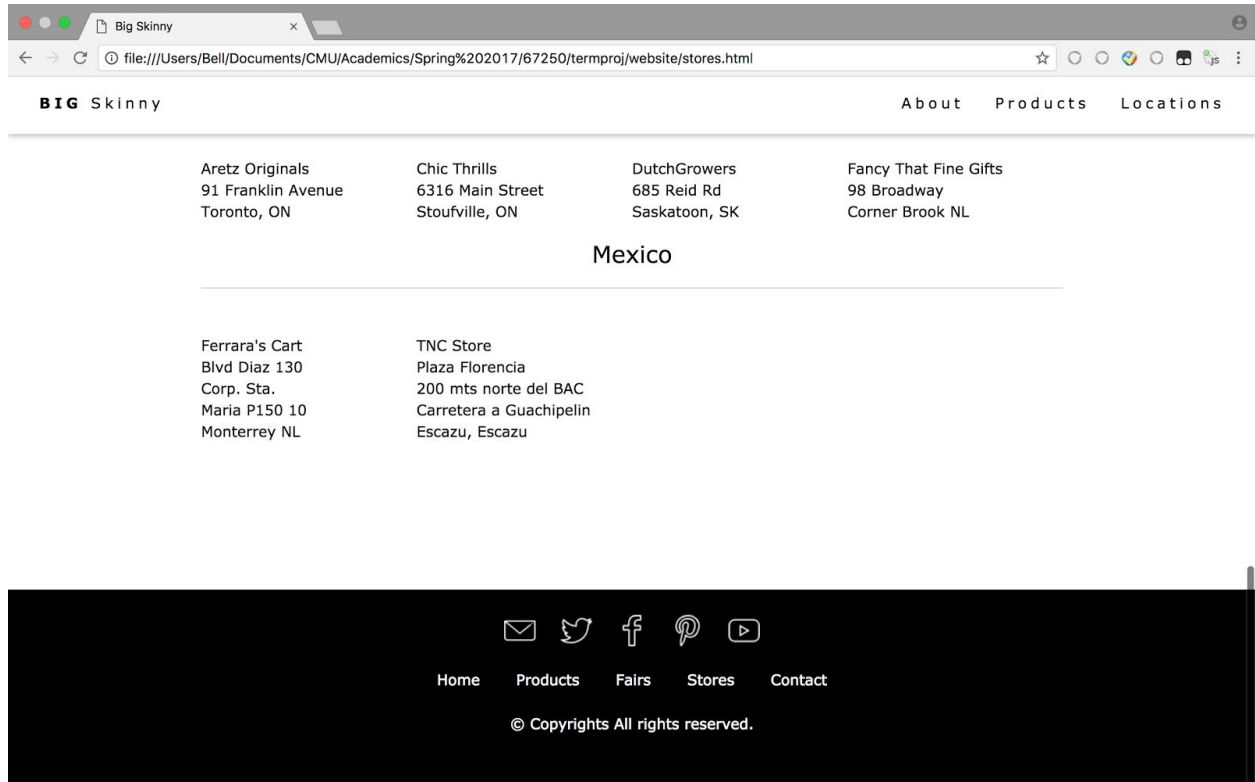 Big Skinny
file:///Users/Bell/Documents/CMU/Academics/Spring%202017/67250/termproj/website/stores.html
JS
BIG Skinny
About Products Locations
Aretz Originals
91 Franklin Avenue
Toronto, ON
Chic Thrills
6316 Main Street
Stoufville, ON
DutchGrowers
685 Reid Rd
Saskatoon, SK
Fancy That Fine Gifts
98 Broadway
Corner Brook NL
Mexico
Ferrara's Cart
Blvd Diaz 130
Corp. Sta.
Maria P150 10
Monterrey NL
TNC Store
Plaza Florencia
200 mts norte del BAC
Carretera a Guachipelin
Escazu, Escazu
Home Products Fairs Stores Contact
© Copyrights All rights reserved.